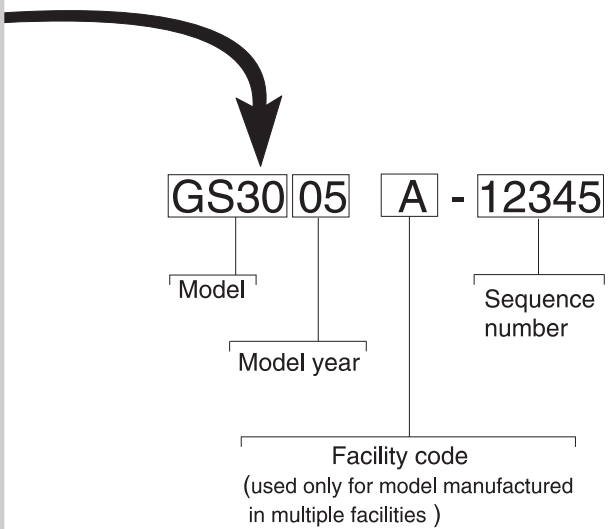 GS30 05 A - 12345
Model
Sequence
number
Model year
Facility code
(used only for model manufactured
in multiple facilities )